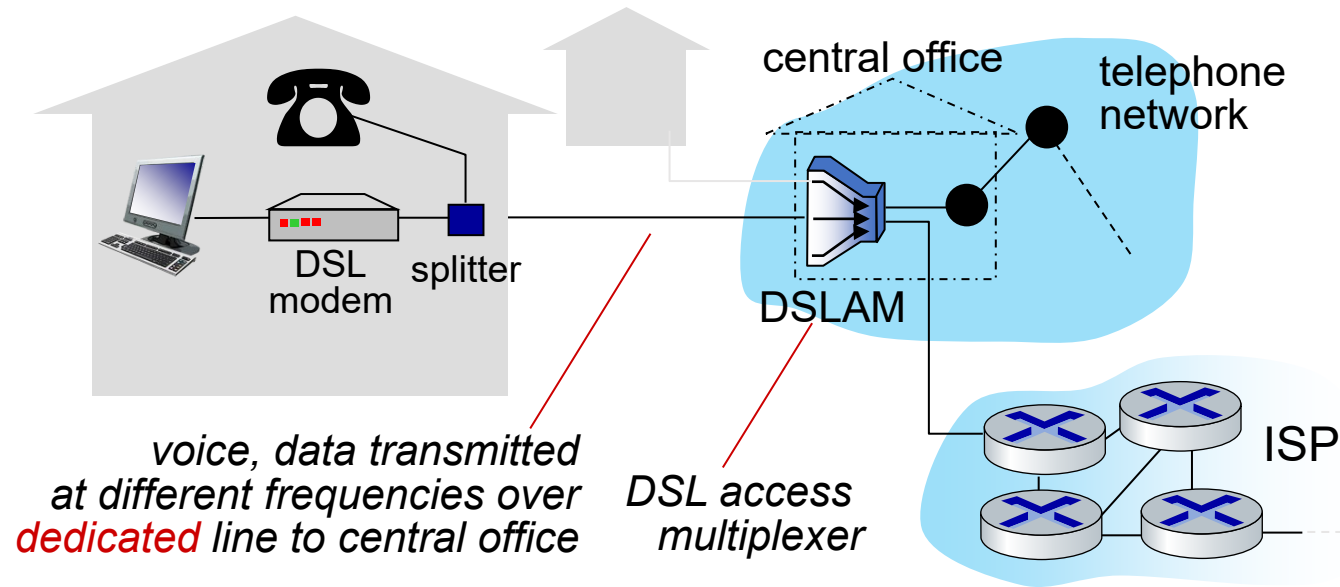 central office
telephone
network
DSL
modem
splitter
DSLAM
voice, data transmitted
at different frequencies over
dedicated line to central office
DSL access
multiplexer
ISP